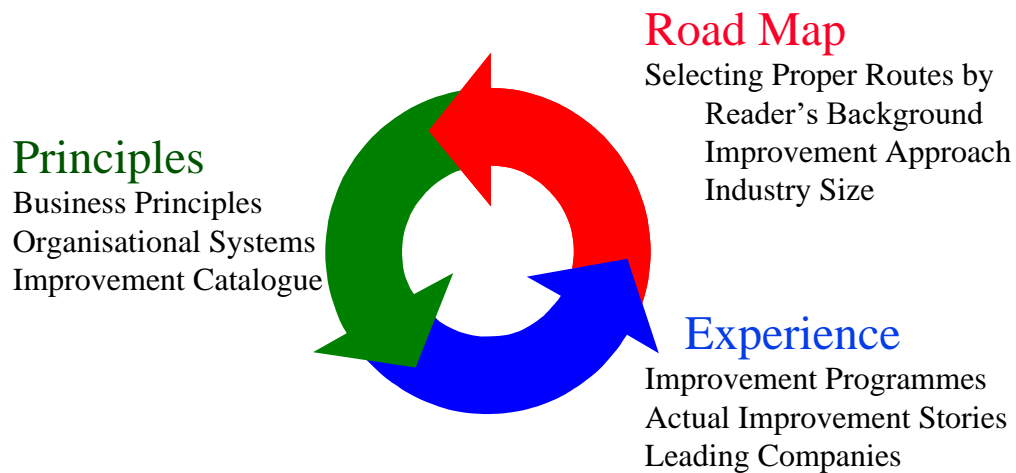 Road Map
Selecting Proper Routes by
Reader’s Background
Improvement Approach
Industry Size
Principles
Business Principles
Organisational Systems
Improvement Catalogue
Experience
Improvement Programmes
Actual Improvement Stories
Leading Companies